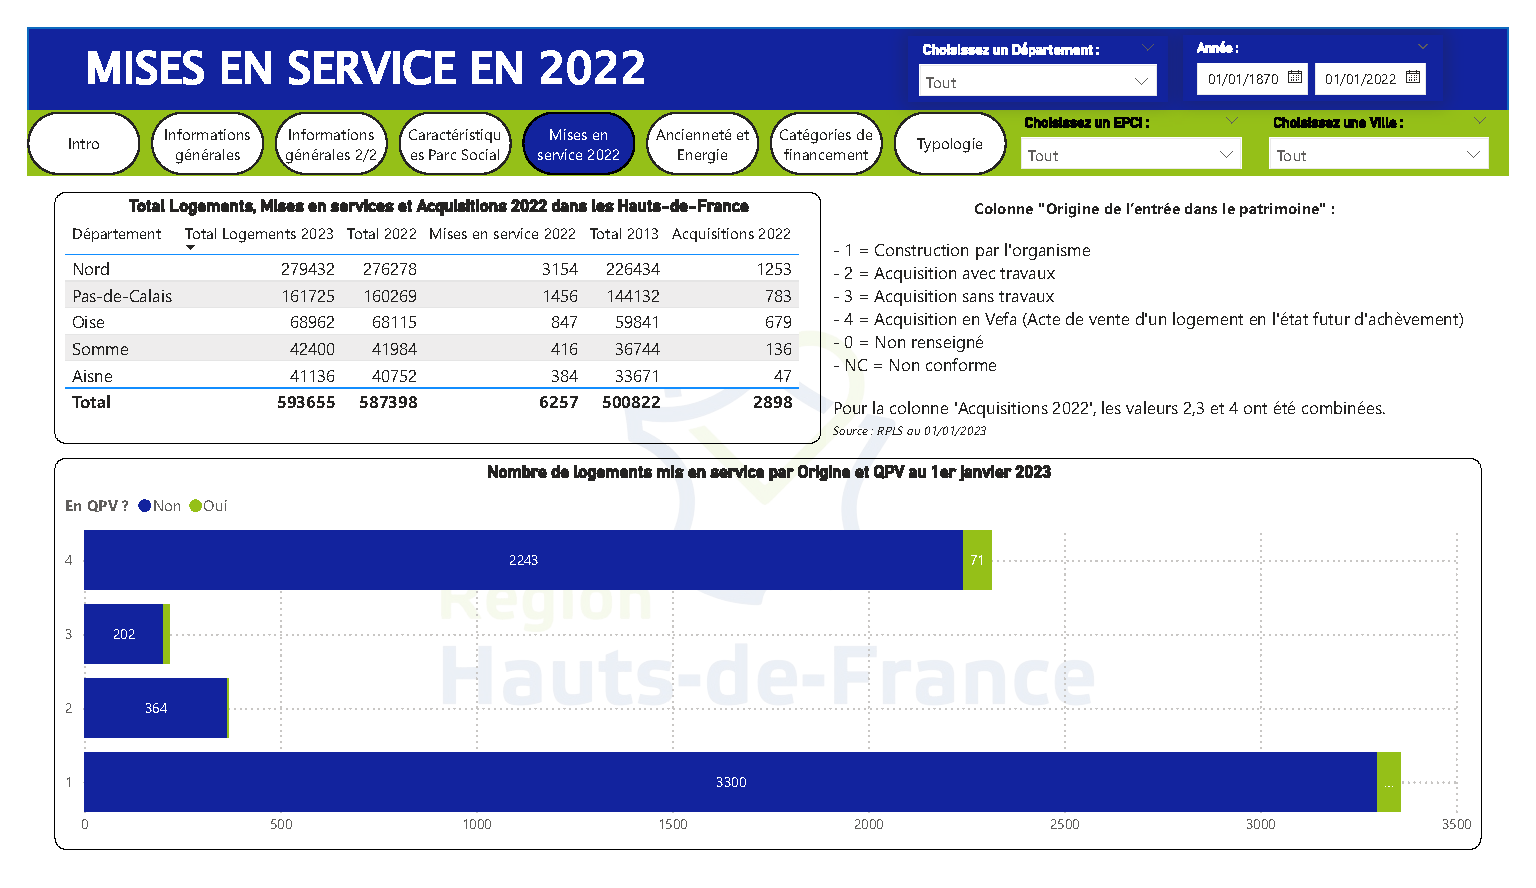 MISES EN SERVICE EN 2022
Choisissez un Département :
Tout
Année :
01/01/1870
01/01/2022
Intro
Informations
générales
Informations
générales 2/2
Caractéristiqu
es Parc Social
Mises en
service 2022
Ancienneté et
Energie
Catégories de
financement
Typologie
Choisissez un EPCI :
Tout
Choisissez une Ville :
Tout
Total Logements, Mises en services et Acquisitions 2022 dans les Hauts-de-France
Département Total Logements 2023 Total 2022 Mises en service 2022 Total 2013 Acquisitions 2022
Nord 279432 276278 3154 226434 1253
Pas-de-Calais 161725 160269 1456 144132 783
Oise 68962 68115 847 59841 679
Somme 42400 41984 416 36744 136
Aisne 41136 40752 384 33671 47
Total 593655 587398 6257 500822 2898
Colonne "Origine de l'entrée dans le patrimoine" :
- 1 = Construction par l'organisme
- 2 = Acquisition avec travaux
- 3 = Acquisition sans travaux
- 4 = Acquisition en Vefa (Acte de vente d'un logement en l'état futur d'achèvement)
- 0 = Non renseigné
- NC = Non conforme
Pour la colonne 'Acquisitions 2022', les valeurs 2,3 et 4 ont été combinées.
Source : RPLS au 01/01/2023
Nombre de logements mis en service par Origine et QPV au 1er janvier 2023
En QPV ? Non Oui
4 2243 71
3 202
2 364
1 3300 ...
0 500 1000 1500 2000 2500 3000 3500
Région
Hauts-de-France